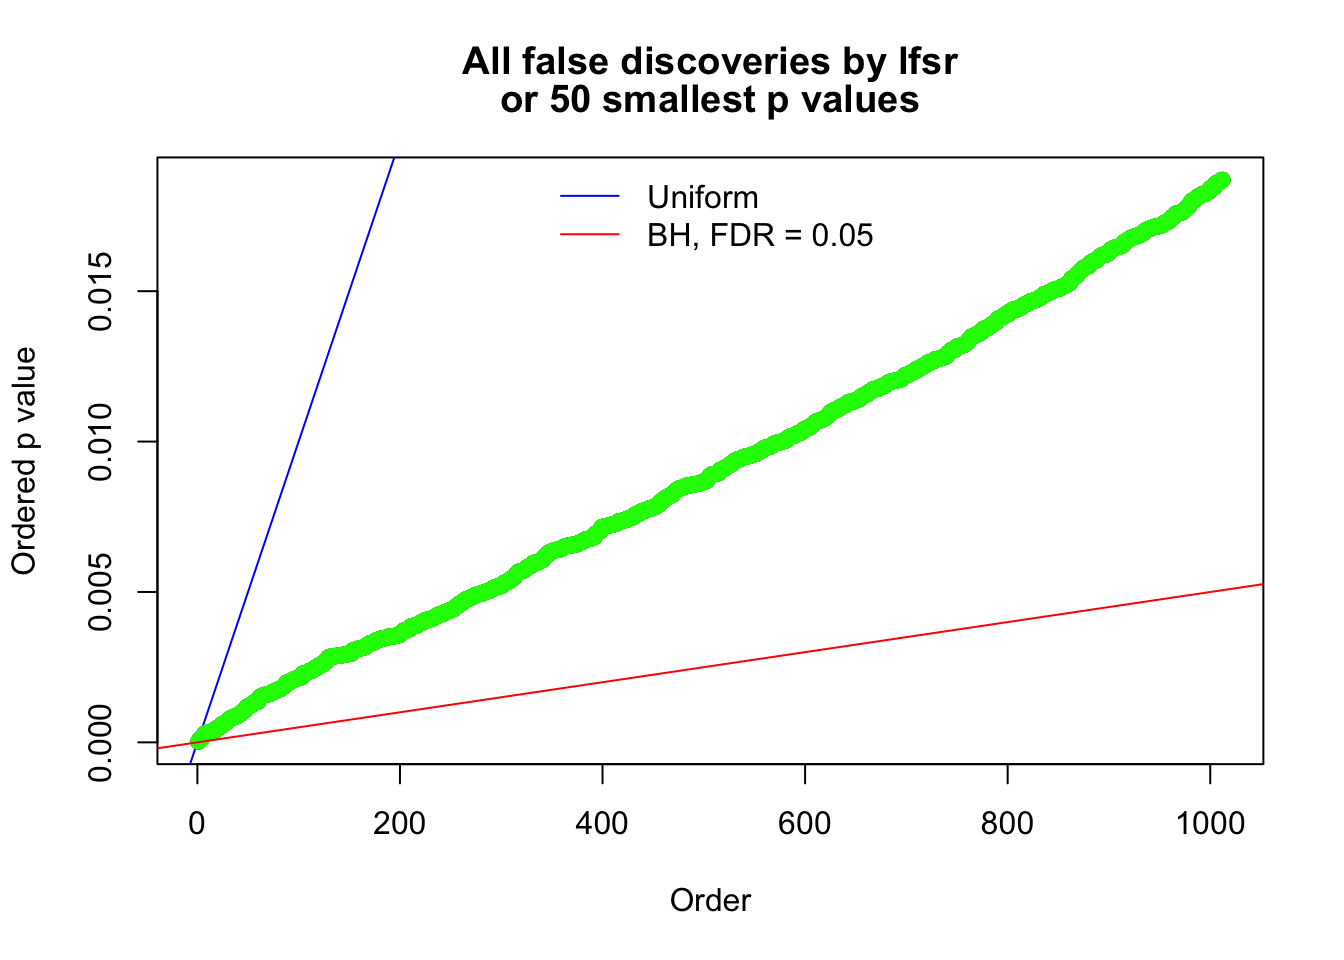 All false discoveries by lfsr
or 50 smallest p values
Uniform
BH, FDR = 0.05
Ordered p value
0.000
0.005
0.010
0.015
0
200
400
600
800
1000
Order